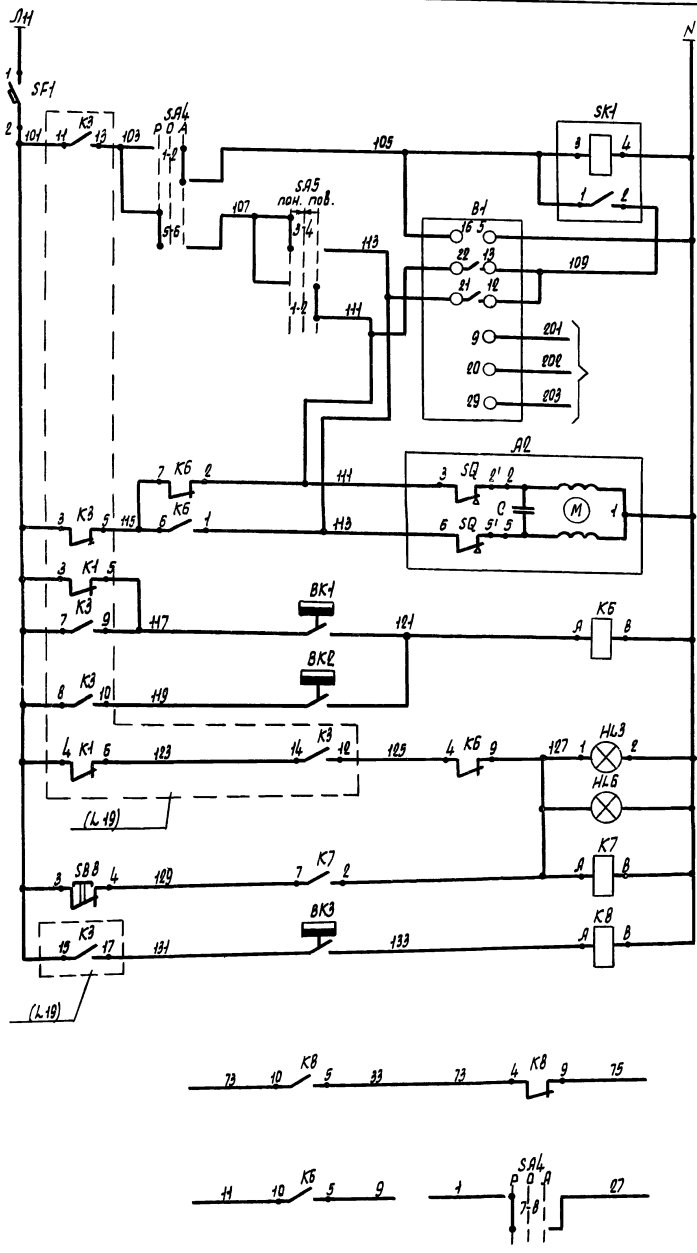 ЛН N
1 SF1
2 101 11 К3 13 103 SA4 105 SK1
Р О А 3 4
1-2 1 2
5-6 107 SA5 113 В1
пон. пов. 16 5
3-4 22 13 109
1-2 111 21 12
9 201
20 202
29 203
7 К6 2 111 А2
3 SQ 2' 2
3 К3 5 115 6 К6 1 113 С М 1
6 SQ 5' 5
3 К1 5
7 К3 9 117 ВК1 121 А К6 В
8 К3 10 119 ВК2
4 К1 6 123 14 К3 12 125 4 К6 9 127 1 HL3 2
HL6
(L19)
3 SB8 4 129 7 К7 2 А К7 В
15 К3 17 131 ВК3 133 А К8 В
(L19)
73 10 К8 5 33 73 4 К8 9 75
11 10 К6 5 9 1 SA4 27
Р О А
7-8